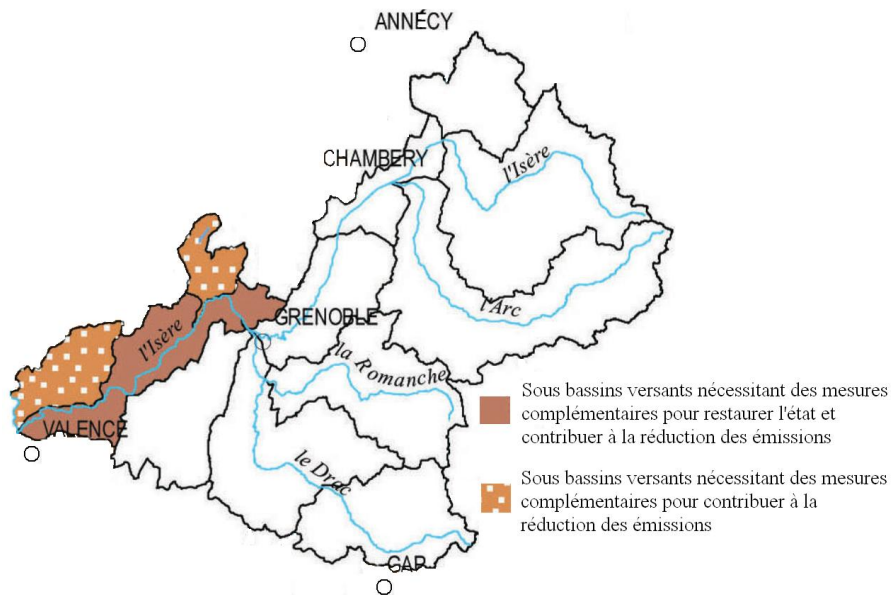 ANNÉCY
CHAMBERY
l'Isère
l'Arc
GRENOBLE
l'Isère
la Romanche
VALENCE
le Drac
GAP
Sous bassins versants nécessitant des mesures
complémentaires pour restaurer l'état et
contribuer à la réduction des émissions
Sous bassins versants nécessitant des mesures
complémentaires pour contribuer à la
réduction des émissions